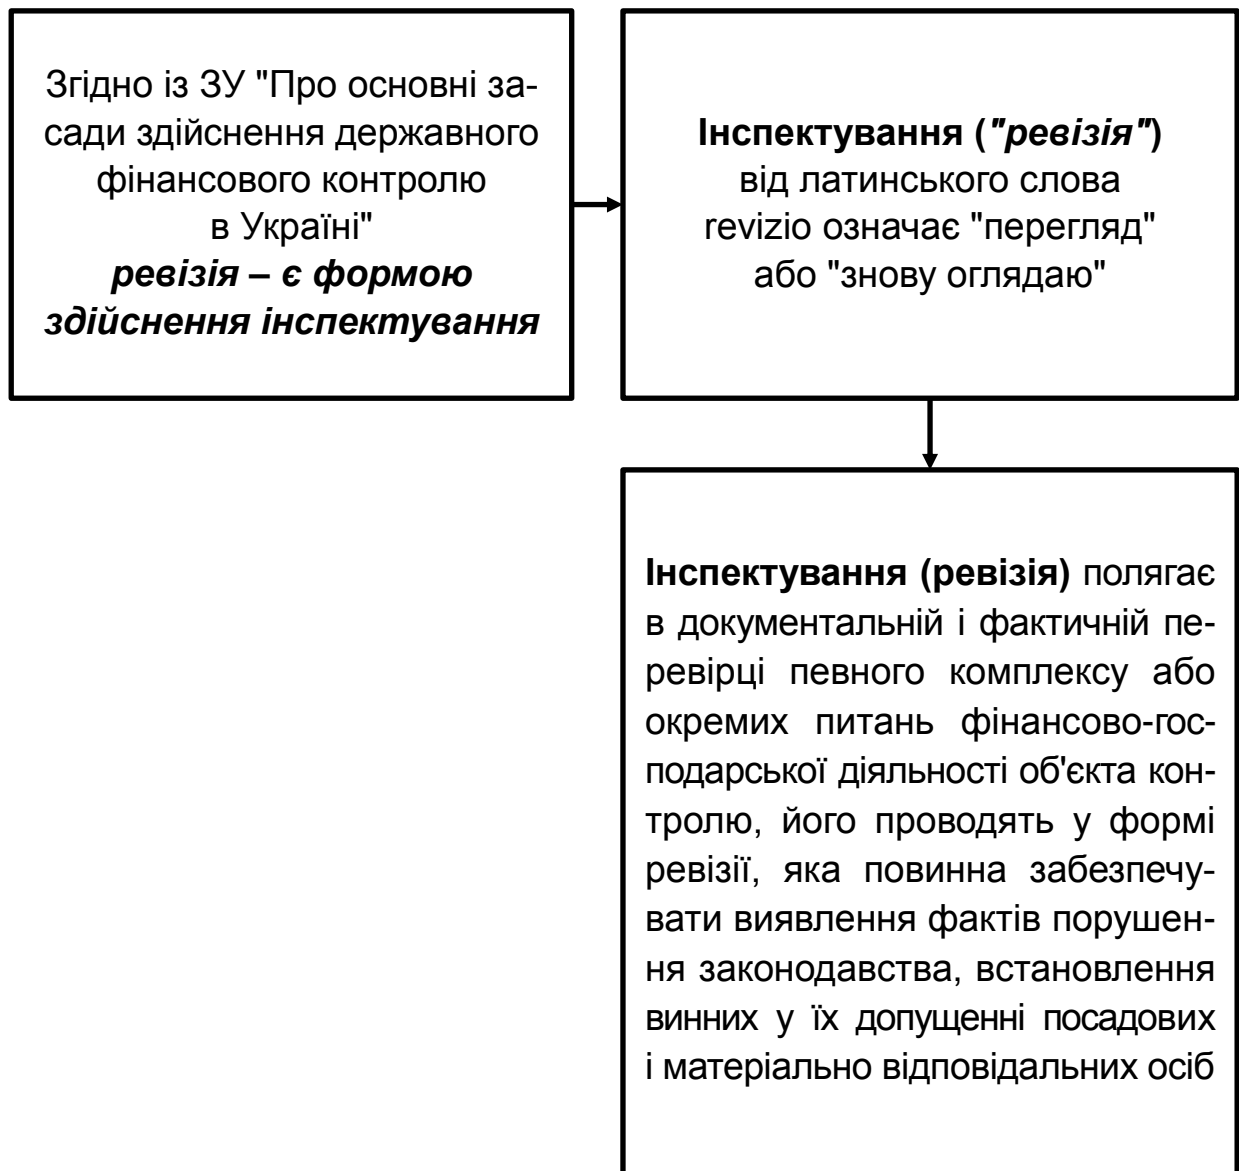 Згідно із ЗУ "Про основні за-
сади здійснення державного
фінансового контролю
в Україні"
ревізія – є формою
здійснення інспектування
Інспектування ("ревізія")
від латинського слова
revizio означає "перегляд"
або "знову оглядаю"
Інспектування (ревізія) полягає
в документальній і фактичній пе-
ревірці певного комплексу або
окремих питань фінансово-гос-
подарської діяльності об'єкта кон-
тролю, його проводять у формі
ревізії, яка повинна забезпечу-
вати виявлення фактів порушен-
ня законодавства, встановлення
винних у їх допущенні посадових
і матеріально відповідальних осіб